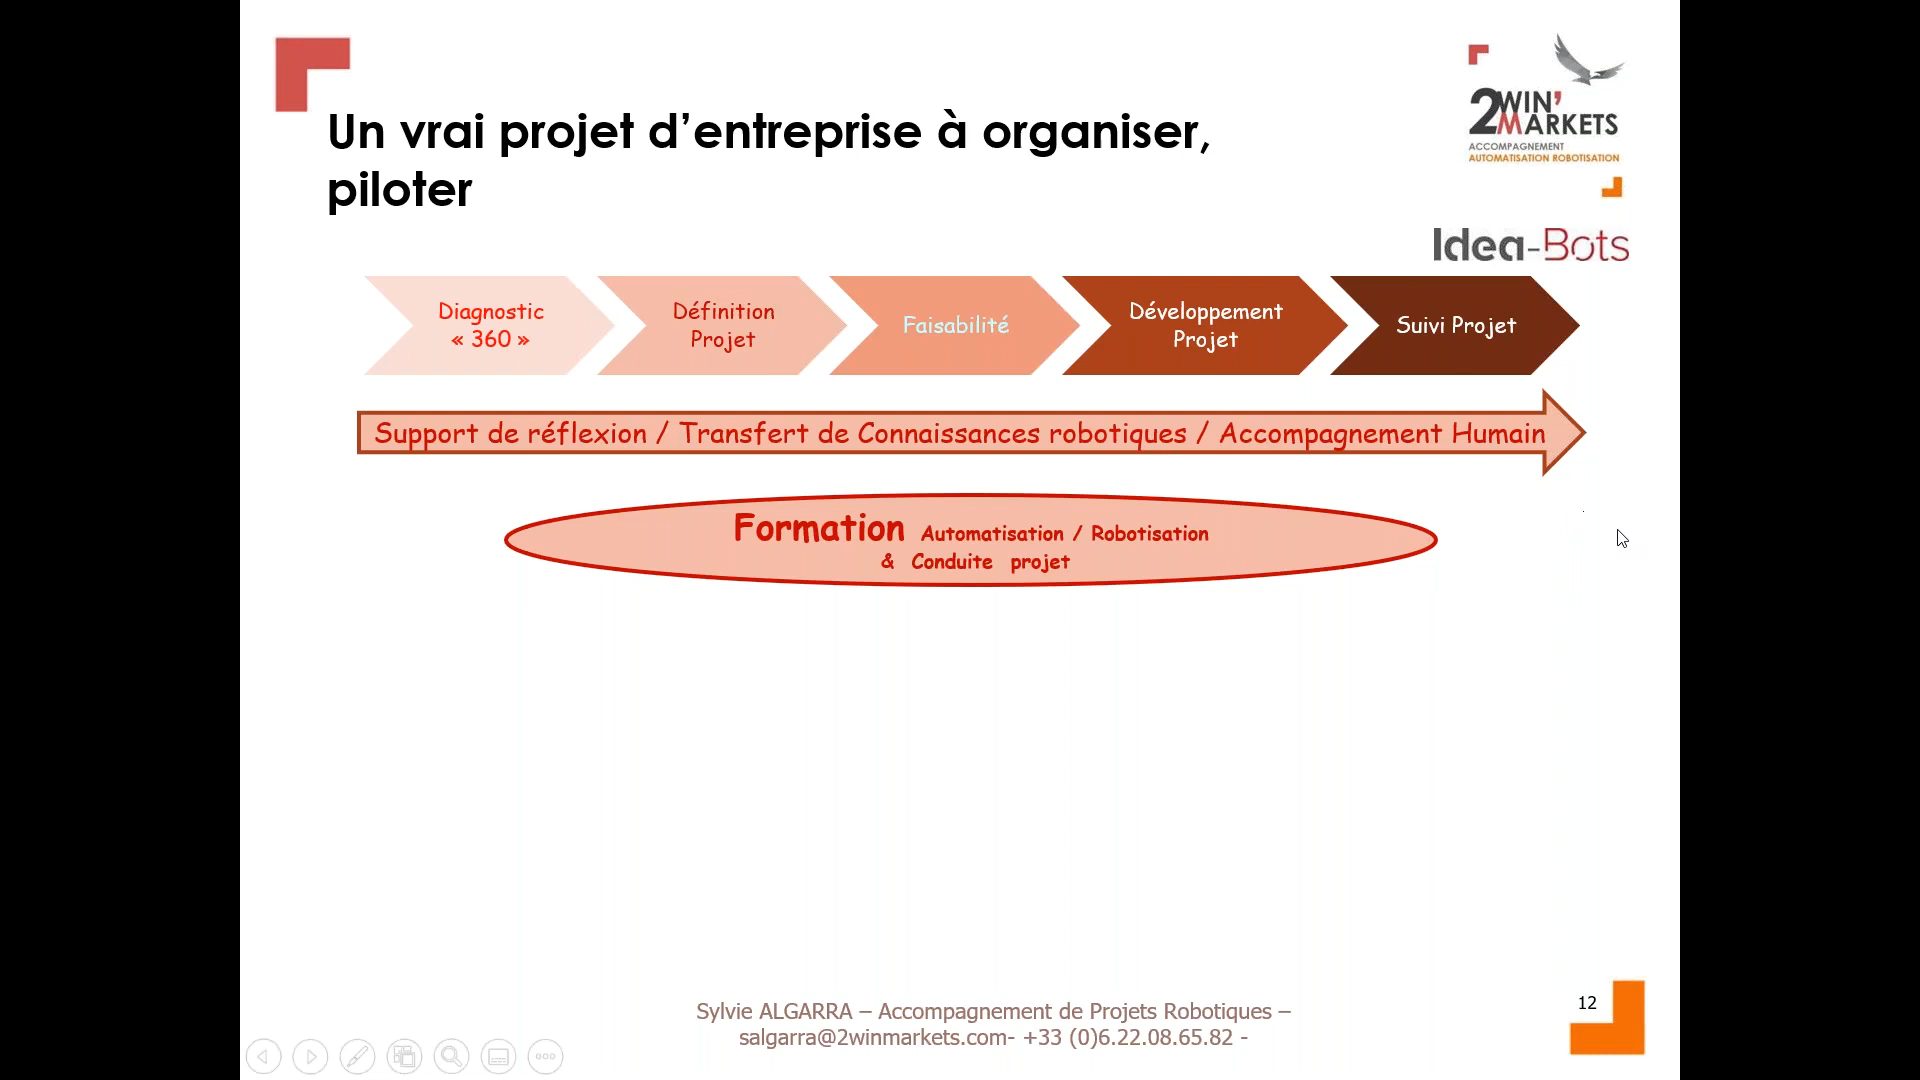 Un vrai projet d’entreprise à organiser,
piloter
2WIN’
MARKETS
ACCOMPAGNEMENT
AUTOMATISATION ROBOTISATION
Idea-Bots
Diagnostic
« 360 »
Définition
Projet
Faisabilité
Développement
Projet
Suivi Projet
Support de réflexion / Transfert de Connaissances robotiques / Accompagnement Humain
Formation Automatisation / Robotisation
& Conduite projet
Sylvie ALGARRA – Accompagnement de Projets Robotiques –
salgarra@2winmarkets.com- +33 (0)6.22.08.65.82 -
12